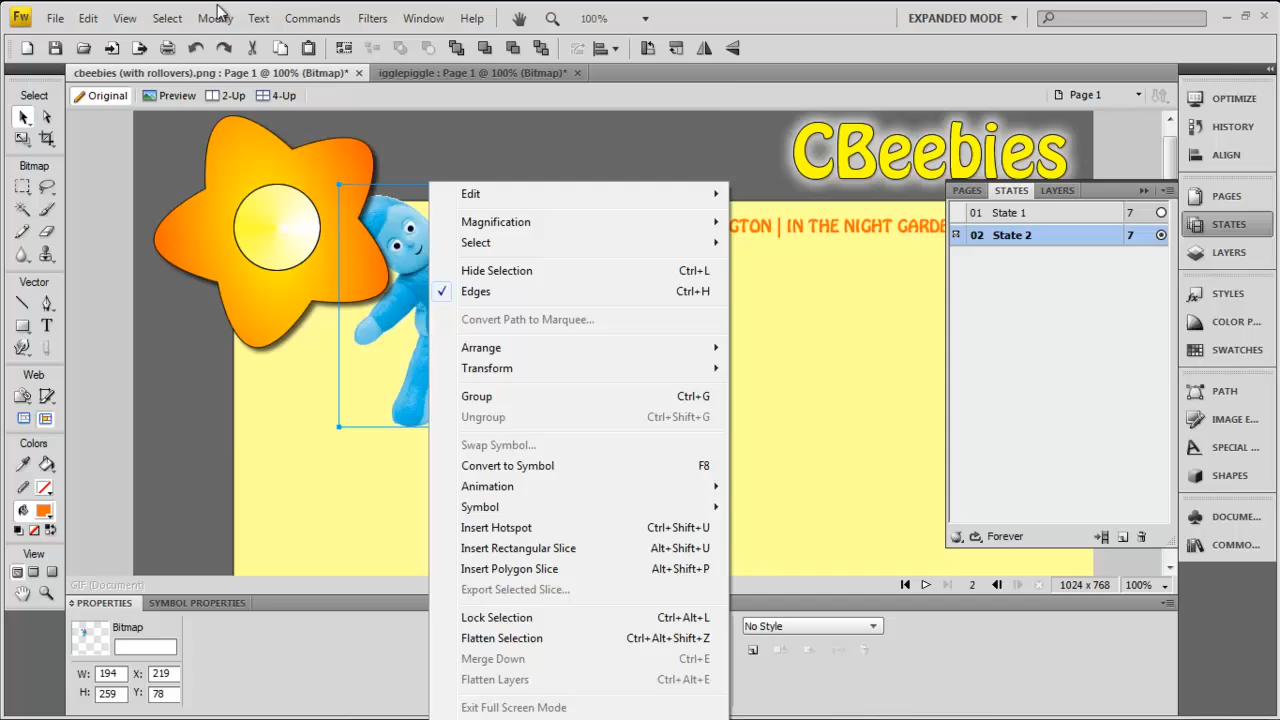 Fw File Edit View Select Modify Text Commands Filters Window Help 100% EXPANDED MODE
cbeebies (with rollovers).png : Page 1 @ 100% (Bitmap)* igglepiggle : Page 1 @ 100% (Bitmap)*
Original Preview 2-Up 4-Up Page 1
Select
Bitmap
Vector
Web
Colors
View
CBeebies
GTON | IN THE NIGHT GARDE
Edit
Magnification
Select
Hide Selection Ctrl+L
Edges Ctrl+H
Convert Path to Marquee...
Arrange
Transform
Group Ctrl+G
Ungroup Ctrl+Shift+G
Swap Symbol...
Convert to Symbol F8
Animation
Symbol
Insert Hotspot Ctrl+Shift+U
Insert Rectangular Slice Alt+Shift+U
Insert Polygon Slice Alt+Shift+P
Export Selected Slice...
Lock Selection Ctrl+Alt+L
Flatten Selection Ctrl+Alt+Shift+Z
Merge Down Ctrl+E
Flatten Layers Ctrl+Alt+E
Exit Full Screen Mode
PAGES STATES LAYERS
01 State 1 7
02 State 2 7
Forever
OPTIMIZE
HISTORY
ALIGN
PAGES
STATES
LAYERS
STYLES
COLOR P...
SWATCHES
PATH
IMAGE E...
SPECIAL ...
SHAPES
DOCUME...
COMMO...
GIF (Document)
2 1024 x 768 100%
PROPERTIES SYMBOL PROPERTIES
Bitmap
W: 194 X: 219
H: 259 Y: 78
No Style